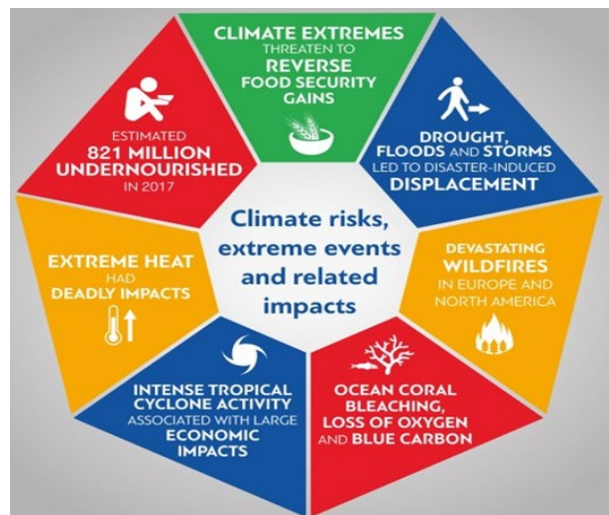 CLIMATE EXTREMES
THREATEN TO
REVERSE
FOOD SECURITY
GAINS
DROUGHT,
FLOODS AND STORMS
LED TO DISASTER-INDUCED
DISPLACEMENT
DEVASTATING
WILDFIRES
IN EUROPE AND
NORTH AMERICA
OCEAN CORAL
BLEACHING,
LOSS OF OXYGEN
AND BLUE CARBON
INTENSE TROPICAL
CYCLONE ACTIVITY
ASSOCIATED WITH LARGE
ECONOMIC
IMPACTS
EXTREME HEAT
HAD
DEADLY IMPACTS
ESTIMATED
821 MILLION
UNDERNOURISHED
IN 2017
Climate risks,
extreme events
and related
impacts